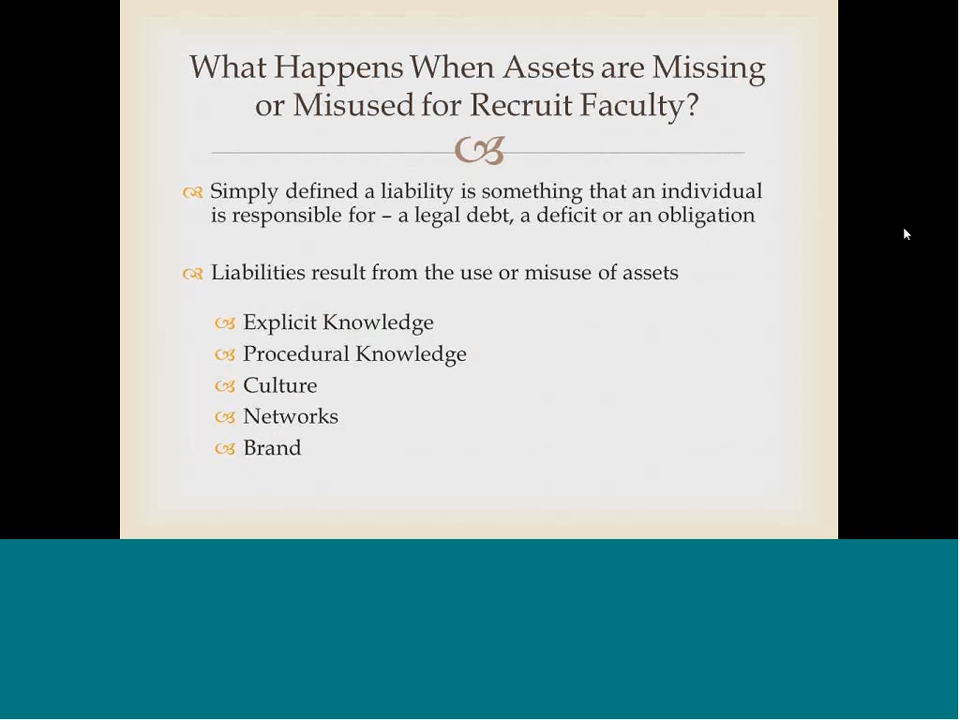 What Happens When Assets are Missing
or Misused for Recruit Faculty?
Simply defined a liability is something that an individual
is responsible for – a legal debt, a deficit or an obligation
Liabilities result from the use or misuse of assets
Explicit Knowledge
Procedural Knowledge
Culture
Networks
Brand